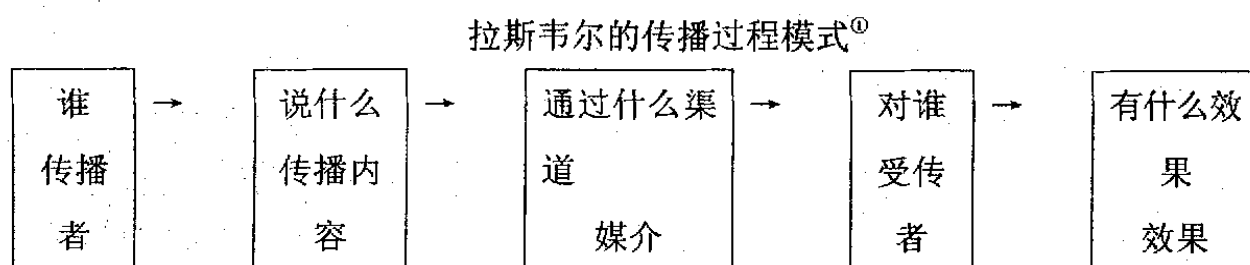 拉斯韦尔的传播过程模式①
谁 → 说什么 → 通过什么渠 → 对谁 → 有什么效
传播 传播内 道 受传 果
者 容 媒介 者 效果